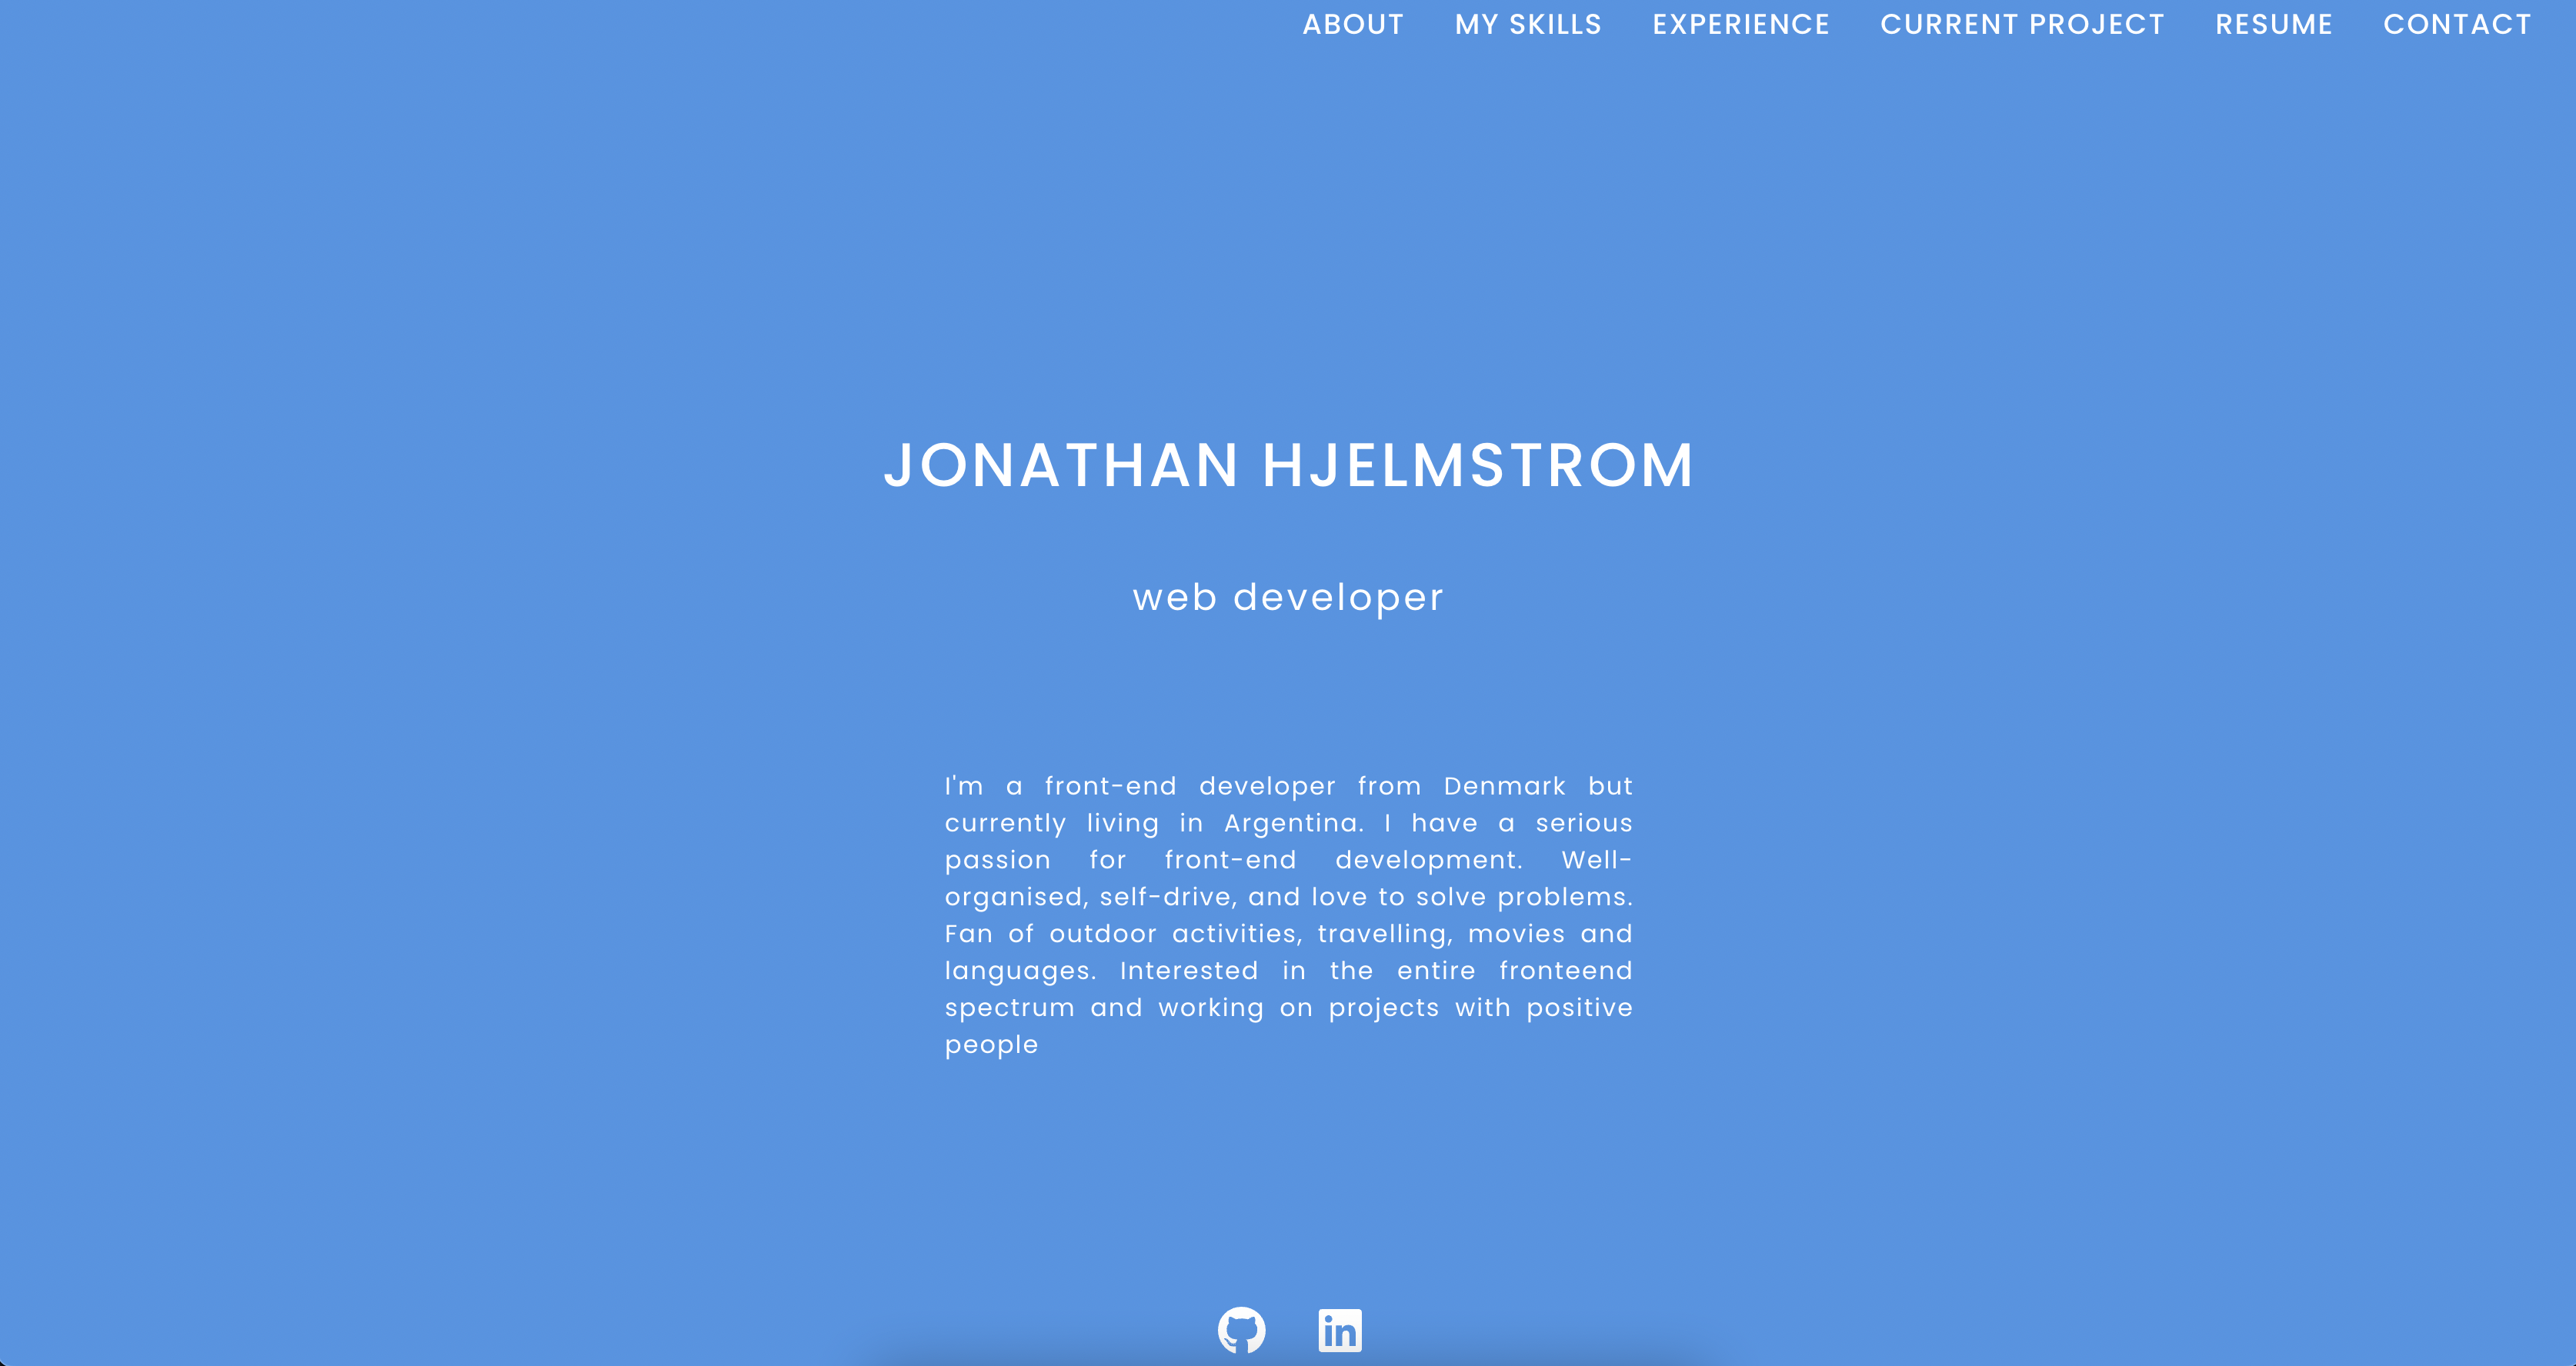 ABOUT MY SKILLS EXPERIENCE CURRENT PROJECT RESUME CONTACT
JONATHAN HJELMSTROM
web developer
I'm a front-end developer from Denmark but
currently living in Argentina. I have a serious
passion for front-end development. Well-
organised, self-drive, and love to solve problems.
Fan of outdoor activities, travelling, movies and
languages. Interested in the entire fronteend
spectrum and working on projects with positive
people
in